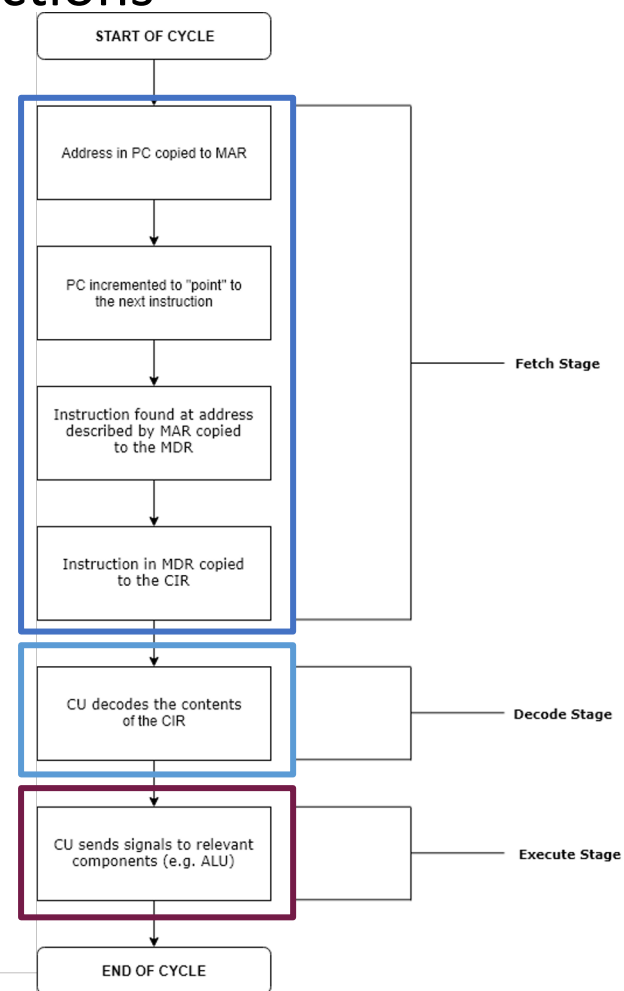 START OF CYCLE
Address in PC copied to MAR
PC incremented to "point" to
the next instruction
Instruction found at address
described by MAR copied
to the MDR
Instruction in MDR copied
to the CIR
Fetch Stage
CU decodes the contents
of the CIR
Decode Stage
CU sends signals to relevant
components (e.g. ALU)
Execute Stage
END OF CYCLE